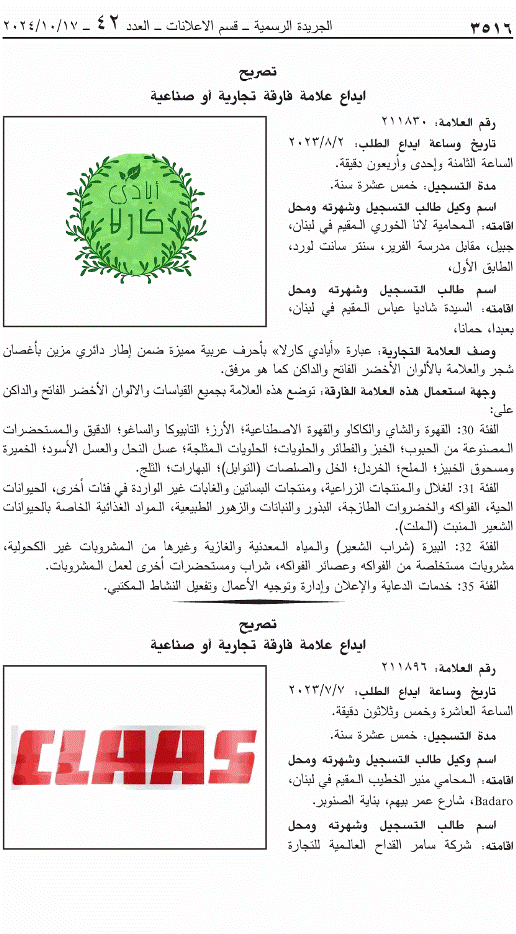 ٣٥١٦ الجريدة الرسمية ــ قسم الاعلانات ــ العدد ٤٢ ــ ٢٠٢٤/١٠/١٧
تصريح
ايداع علامة فارقة تجارية أو صناعية
رقم العلامة: ٢١١٨٣٠
تاريخ وساعة ايداع الطلب: ٢٠٢٣/٨/٢
الساعة الثامنة وإحدى وأربعون دقيقة.
مدة التسجيل: خمس عشرة سنة.
اسم وكيل طالب التسجيل وشهرته ومحل
اقامته: المحامية لانا الخوري المقيم في لبنان،
جبيل، مقابل مدرسة الفرير، سنتر سانت لورد،
الطابق الأول،
اسم طالب التسجيل وشهرته ومحل
اقامته: السيدة شاديا عباس المقيم في لبنان،
بعبدا، حمانا،
أيادي
كارلا
وصف العلامة التجارية: عبارة «أيادي كارلا» بأحرف عربية مميزة ضمن إطار دائري مزين بأغصان
شجر والعلامة بالألوان الأخضر الفاتح والداكن كما هو مرفق.
وجهة استعمال هذه العلامة الفارقة: توضع هذه العلامة بجميع القياسات والالوان الأخضر الفاتح والداكن
على:
الفئة 30: القهوة والشاي والكاكاو والقهوة الاصطناعية؛ الأرز؛ التابيوكا والساغو؛ الدقيق والمستحضرات
المصنوعة من الحبوب؛ الخبز والفطائر والحلويات؛ الحلويات المثلجة؛ عسل النحل والعسل الأسود؛ الخميرة
ومسحوق الخبيز؛ الملح؛ الخردل؛ الخل والصلصات (التوابل)؛ البهارات؛ الثلج.
الفئة 31: الغلال والمنتجات الزراعية، ومنتجات البساتين والغابات غير الواردة في فئات أخرى، الحيوانات
الحية، الفواكه والخضروات الطازجة، البذور والنباتات والزهور الطبيعية، المواد الغذائية الخاصة بالحيوانات
الشعير المنبت (الملت).
الفئة 32: البيرة (شراب الشعير) والمياه المعدنية والغازية وغيرها من المشروبات غير الكحولية،
مشروبات مستخلصة من الفواكه وعصائر الفواكه، شراب ومستحضرات أخرى لعمل المشروبات.
الفئة 35: خدمات الدعاية والإعلان وإدارة وتوجيه الأعمال وتفعيل النشاط المكتبي.
تصريح
ايداع علامة فارقة تجارية أو صناعية
رقم العلامة: ٢١١٨٩٦
تاريخ وساعة ايداع الطلب: ٢٠٢٣/٧/٧
الساعة العاشرة وخمس وثلاثون دقيقة.
مدة التسجيل: خمس عشرة سنة.
اسم وكيل طالب التسجيل وشهرته ومحل
اقامته: المحامي منير الخطيب المقيم في لبنان،
Badaro، شارع عمر بيهم، بناية الصنوبر.
اسم طالب التسجيل وشهرته ومحل
اقامته: شركة سامر القداح العالمية للتجارة
CLAAS